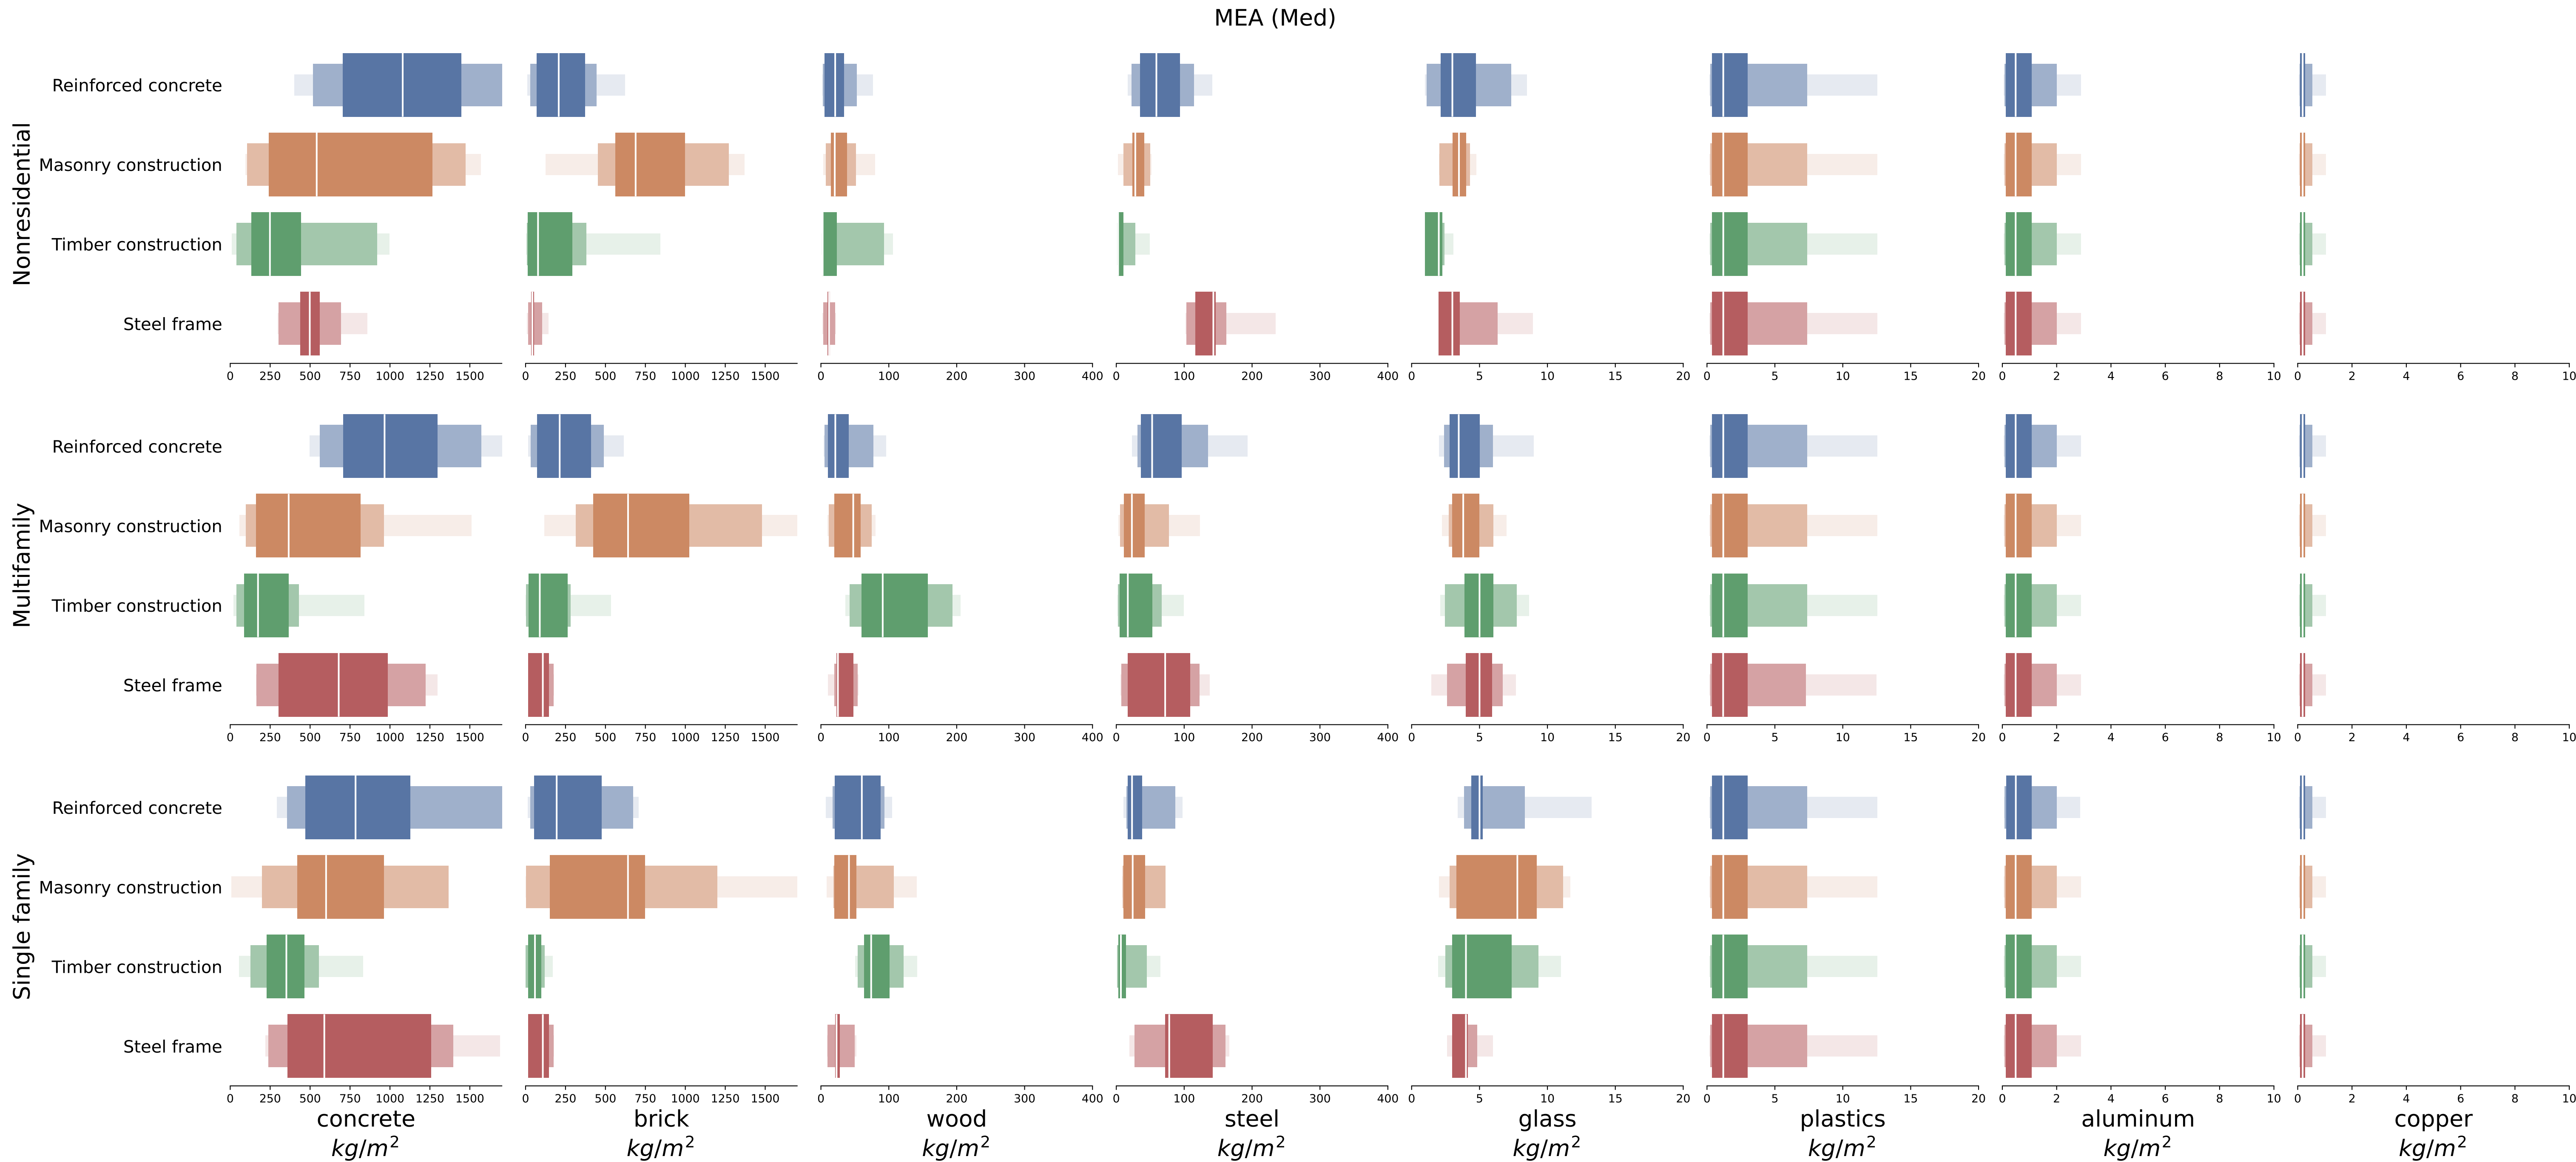 MEA (Med)
Nonresidential
Reinforced concrete
Masonry construction
Timber construction
Steel frame
0 250 500 750 1000 1250 1500 0 250 500 750 1000 1250 1500 0 100 200 300 400 0 100 200 300 400 0 5 10 15 20 0 5 10 15 20 0 2 4 6 8 10 0 2 4 6 8 10
Multifamily
Reinforced concrete
Masonry construction
Timber construction
Steel frame
0 250 500 750 1000 1250 1500 0 250 500 750 1000 1250 1500 0 100 200 300 400 0 100 200 300 400 0 5 10 15 20 0 5 10 15 20 0 2 4 6 8 10 0 2 4 6 8 10
Single family
Reinforced concrete
Masonry construction
Timber construction
Steel frame
0 250 500 750 1000 1250 1500 0 250 500 750 1000 1250 1500 0 100 200 300 400 0 100 200 300 400 0 5 10 15 20 0 5 10 15 20 0 2 4 6 8 10 0 2 4 6 8 10
concrete brick wood steel glass plastics aluminum copper
kg/m² kg/m² kg/m² kg/m² kg/m² kg/m² kg/m² kg/m²